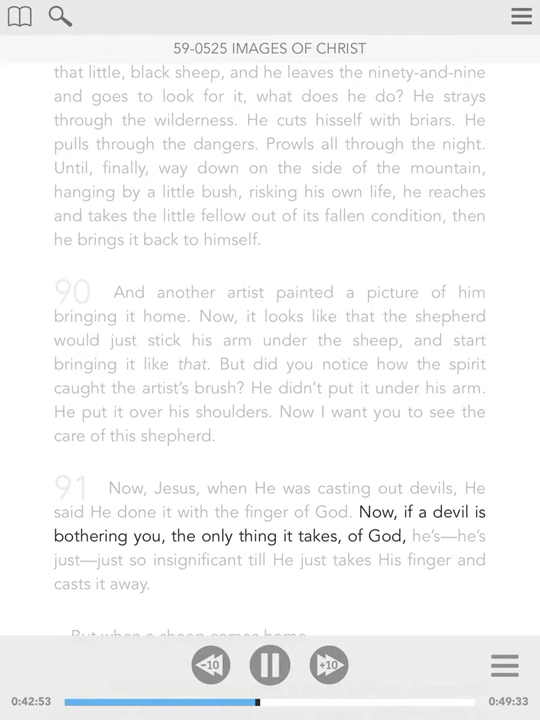 59-0525 IMAGES OF CHRIST
that little, black sheep, and he leaves the ninety-and-nine
and goes to look for it, what does he do? He strays
through the wilderness. He cuts hisself with briars. He
pulls through the dangers. Prowls all through the night.
Until, finally, way down on the side of the mountain,
hanging by a little bush, risking his own life, he reaches
and takes the little fellow out of its fallen condition, then
he brings it back to himself.
90 And another artist painted a picture of him
bringing it home. Now, it looks like that the shepherd
would just stick his arm under the sheep, and start
bringing it like that. But did you notice how the spirit
caught the artist's brush? He didn't put it under his arm.
He put it over his shoulders. Now I want you to see the
care of this shepherd.
91 Now, Jesus, when He was casting out devils, He
said He done it with the finger of God. Now, if a devil is
bothering you, the only thing it takes, of God, he's—he's
just—just so insignificant till He just takes His finger and
casts it away.
But when a sheep comes home
-10
+10
0:42:53
0:49:33